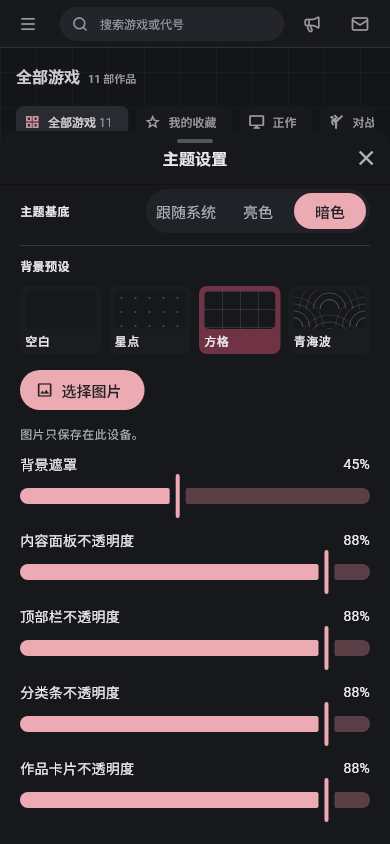 搜索游戏或代号
全部游戏 11 部作品
全部游戏 11 我的收藏 正作 对战
主题设置
主题基底 跟随系统 亮色 暗色
背景预设
空白 星点 方格 青海波
选择图片
图片只保存在此设备。
背景遮罩 45%
内容面板不透明度 88%
顶部栏不透明度 88%
分类条不透明度 88%
作品卡片不透明度 88%